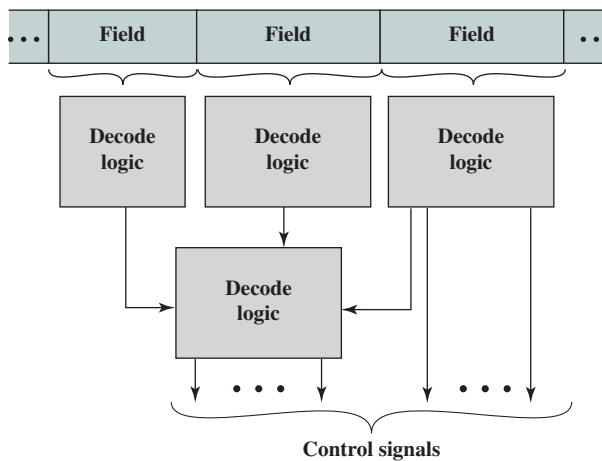 • • • Field Field Field • •
Decode Decode Decode
logic logic logic
Decode
logic
• • • • • •
Control signals